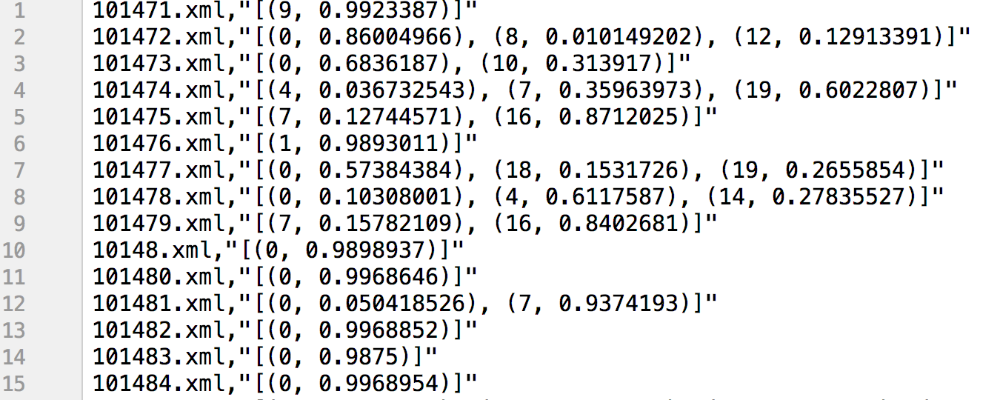 1 101471.xml,"[(9, 0.9923387)]"
2 101472.xml,"[(0, 0.86004966), (8, 0.010149202), (12, 0.12913391)]"
3 101473.xml,"[(0, 0.6836187), (10, 0.313917)]"
4 101474.xml,"[(4, 0.036732543), (7, 0.35963973), (19, 0.6022807)]"
5 101475.xml,"[(7, 0.12744571), (16, 0.8712025)]"
6 101476.xml,"[(1, 0.9893011)]"
7 101477.xml,"[(0, 0.57384384), (18, 0.1531726), (19, 0.2655854)]"
8 101478.xml,"[(0, 0.10308001), (4, 0.6117587), (14, 0.27835527)]"
9 101479.xml,"[(7, 0.15782109), (16, 0.8402681)]"
10 10148.xml,"[(0, 0.9898937)]"
11 101480.xml,"[(0, 0.9968646)]"
12 101481.xml,"[(0, 0.050418526), (7, 0.9374193)]"
13 101482.xml,"[(0, 0.9968852)]"
14 101483.xml,"[(0, 0.9875)]"
15 101484.xml,"[(0, 0.9968954)]"